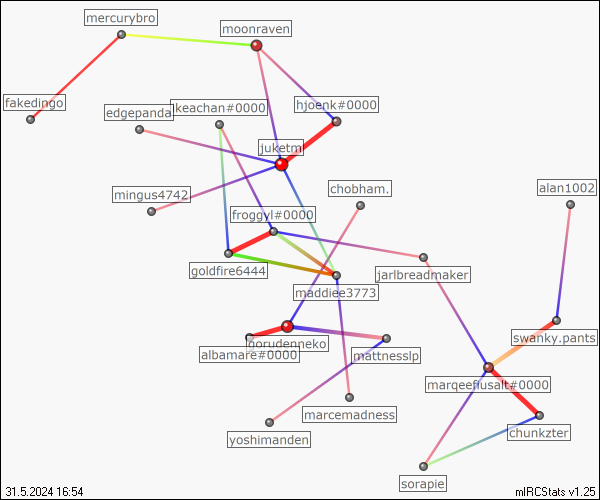 mercurybro
moonraven
fakedingo
edgepanda
keachan#0000
hjoenk#0000
juketm
mingus4742
chobham.
alan1002
froggyl#0000
goldfire6444
jarlbreadmaker
maddiee3773
swanky.pants
gorudenneko
albamare#0000
mattnesslp
marqeeflusalt#0000
marcemadness
chunkzter
yoshimanden
sorapie
31.5.2024 16:54
mIRCStats v1.25